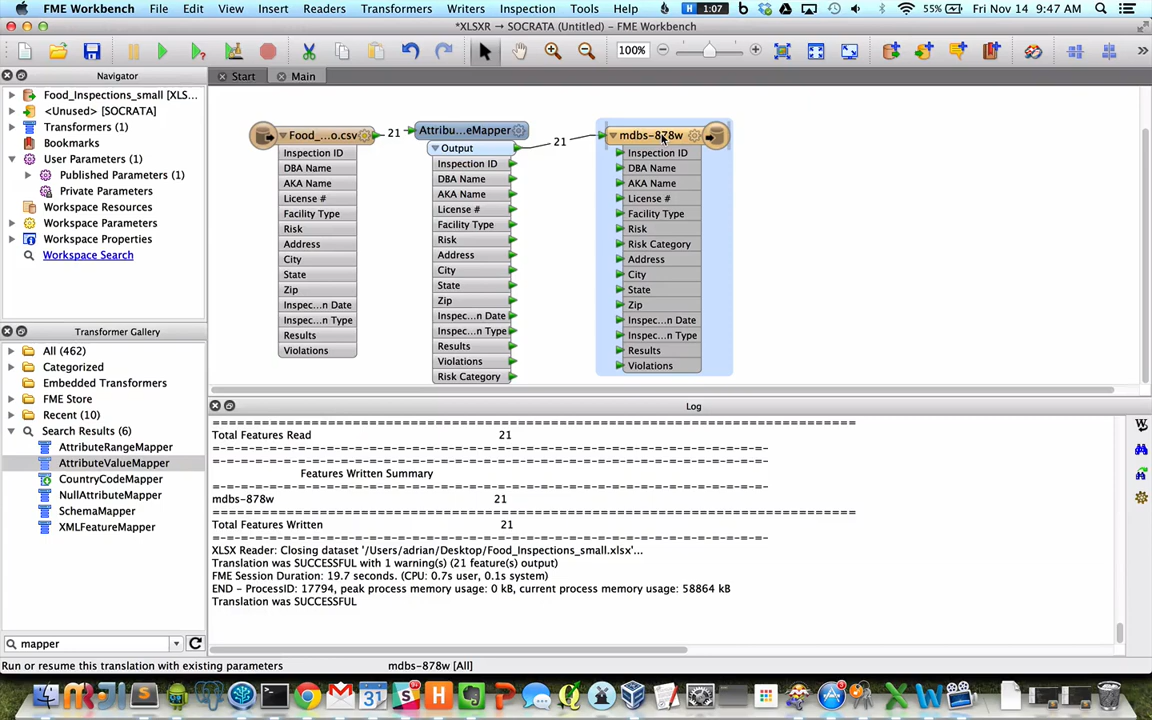 FME Workbench File Edit View Insert Readers Transformers Writers Inspection Tools Help H 1:07 55% Fri Nov 14 9:47 AM
*XLSXR → SOCRATA (Untitled) - FME Workbench
100%
Navigator
Start Main
Food_Inspections_small [XLS...
<Unused> [SOCRATA]
Transformers (1)
Bookmarks
User Parameters (1)
Published Parameters (1)
Private Parameters
Workspace Resources
Workspace Parameters
Workspace Properties
Workspace Search
Transformer Gallery
All (462)
Categorized
Embedded Transformers
FME Store
Recent (10)
Search Results (6)
AttributeRangeMapper
AttributeValueMapper
CountryCodeMapper
NullAttributeMapper
SchemaMapper
XMLFeatureMapper
mapper
Food_...o.csv
Inspection ID
DBA Name
AKA Name
License #
Facility Type
Risk
Address
City
State
Zip
Inspec...n Date
Inspec...n Type
Results
Violations
21
Attribu...eMapper
Output
Inspection ID
DBA Name
AKA Name
License #
Facility Type
Risk
Address
City
State
Zip
Inspec...n Date
Inspec...n Type
Results
Violations
Risk Category
21
mdbs-878w
Inspection ID
DBA Name
AKA Name
License #
Facility Type
Risk
Risk Category
Address
City
State
Zip
Inspec...n Date
Inspec...n Type
Results
Violations
Log
==============================================================================
Total Features Read 21
-=-=-=-=-=-=-=-=-=-=-=-=-=-=-=-=-=-=-=-=-=-=-=-=-=-=-=-=-=-=-=-=-=-=-=-=-=-=-
-=-=-=-=-=-=-=-=-=-=-=-=-=-=-=-=-=-=-=-=-=-=-=-=-=-=-=-=-=-=-=-=-=-=-=-=-=-=-
Features Written Summary
-=-=-=-=-=-=-=-=-=-=-=-=-=-=-=-=-=-=-=-=-=-=-=-=-=-=-=-=-=-=-=-=-=-=-=-=-=-=-
mdbs-878w 21
==============================================================================
Total Features Written 21
-=-=-=-=-=-=-=-=-=-=-=-=-=-=-=-=-=-=-=-=-=-=-=-=-=-=-=-=-=-=-=-=-=-=-=-=-=-=-
XLSX Reader: Closing dataset '/Users/adrian/Desktop/Food_Inspections_small.xlsx'...
Translation was SUCCESSFUL with 1 warning(s) (21 feature(s) output)
FME Session Duration: 19.7 seconds. (CPU: 0.7s user, 0.1s system)
END - ProcessID: 17794, peak process memory usage: 0 kB, current process memory usage: 58864 kB
Translation was SUCCESSFUL
Run or resume this translation with existing parameters mdbs-878w [All]